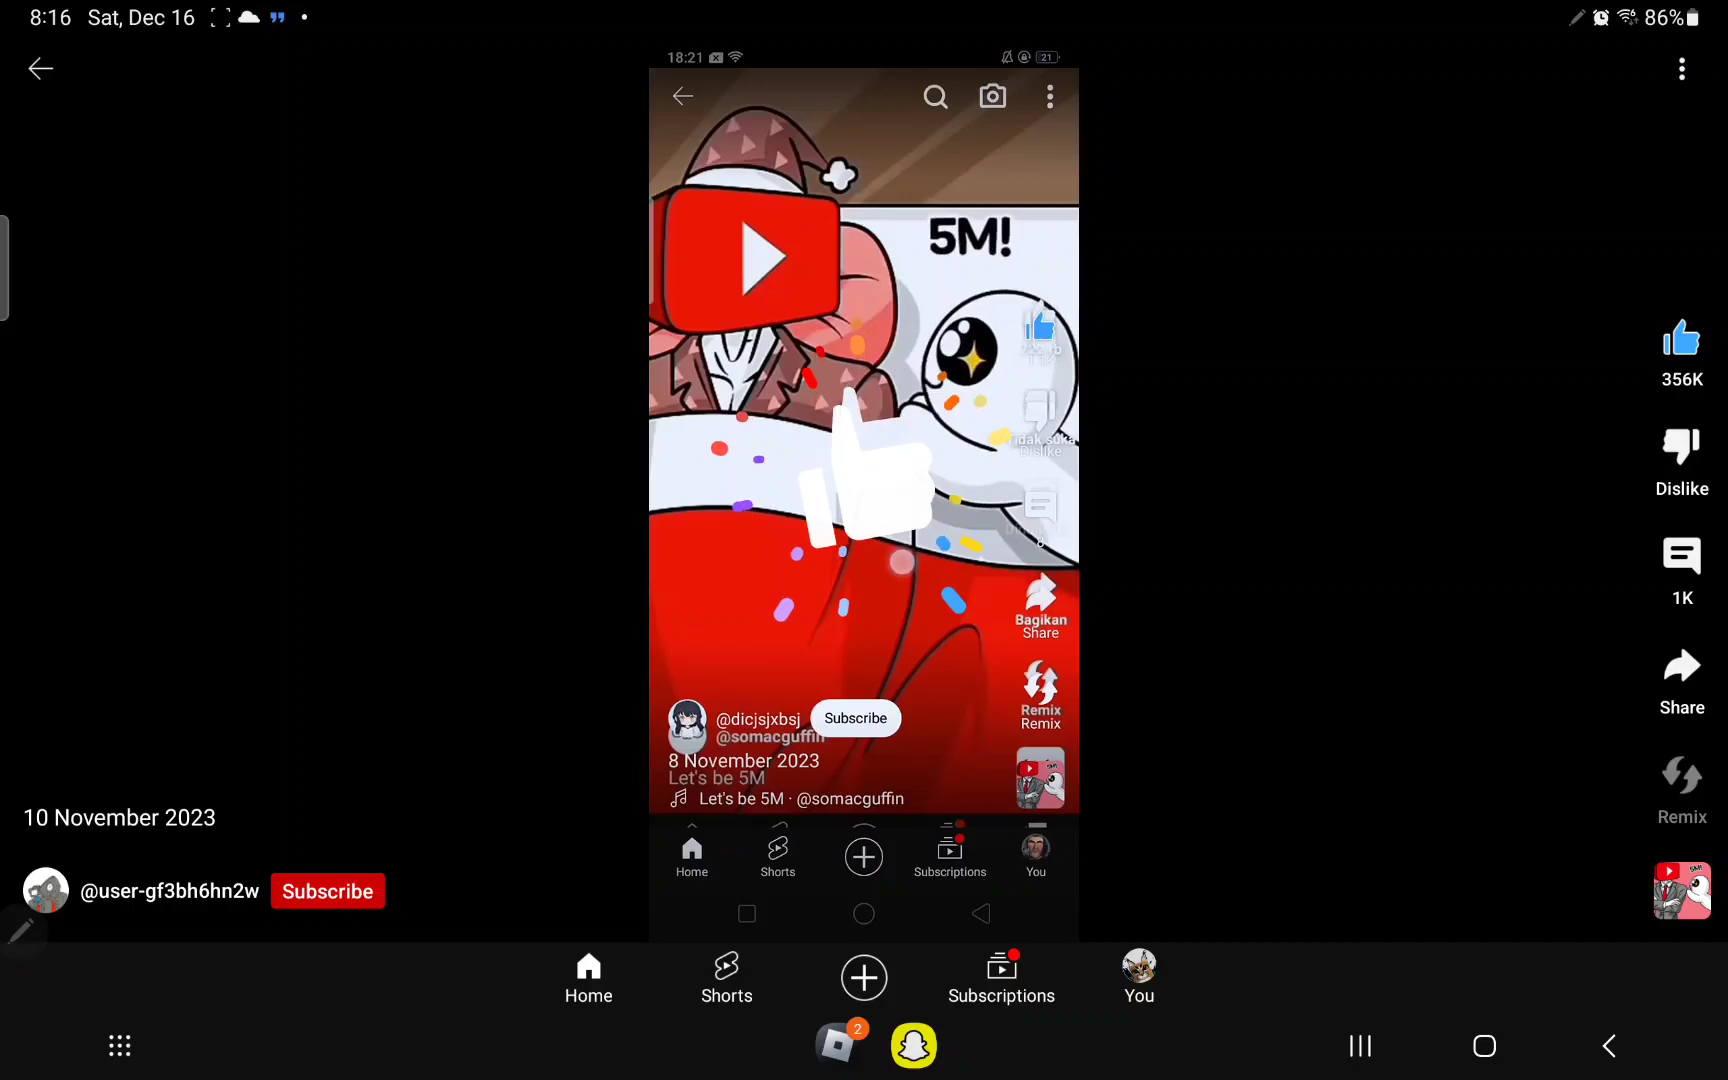 8:16 Sat, Dec 16
86%
18:21
21
5M!
Tidak suka
Dislike
Bagikan
Share
Remix
Remix
@dicjsjxbsj Subscribe
@somacguffin
8 November 2023
Let's be 5M
Let's be 5M · @somacguffin
Home Shorts Subscriptions You
356K
Dislike
1K
Share
Remix
10 November 2023
@user-gf3bh6hn2w Subscribe
5M!
Home Shorts Subscriptions You
2